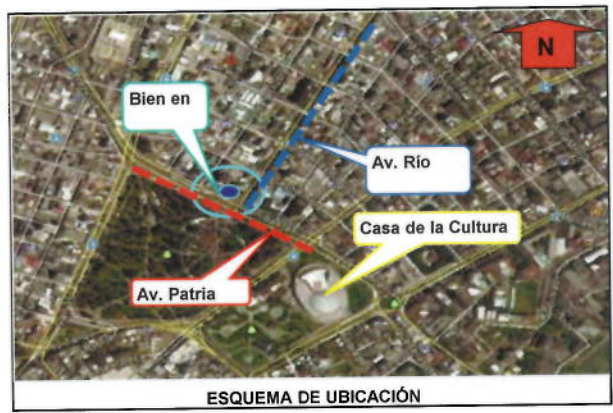 N
Bien en
Av. Río
Casa de la Cultura
Av. Patria
ESQUEMA DE UBICACIÓN